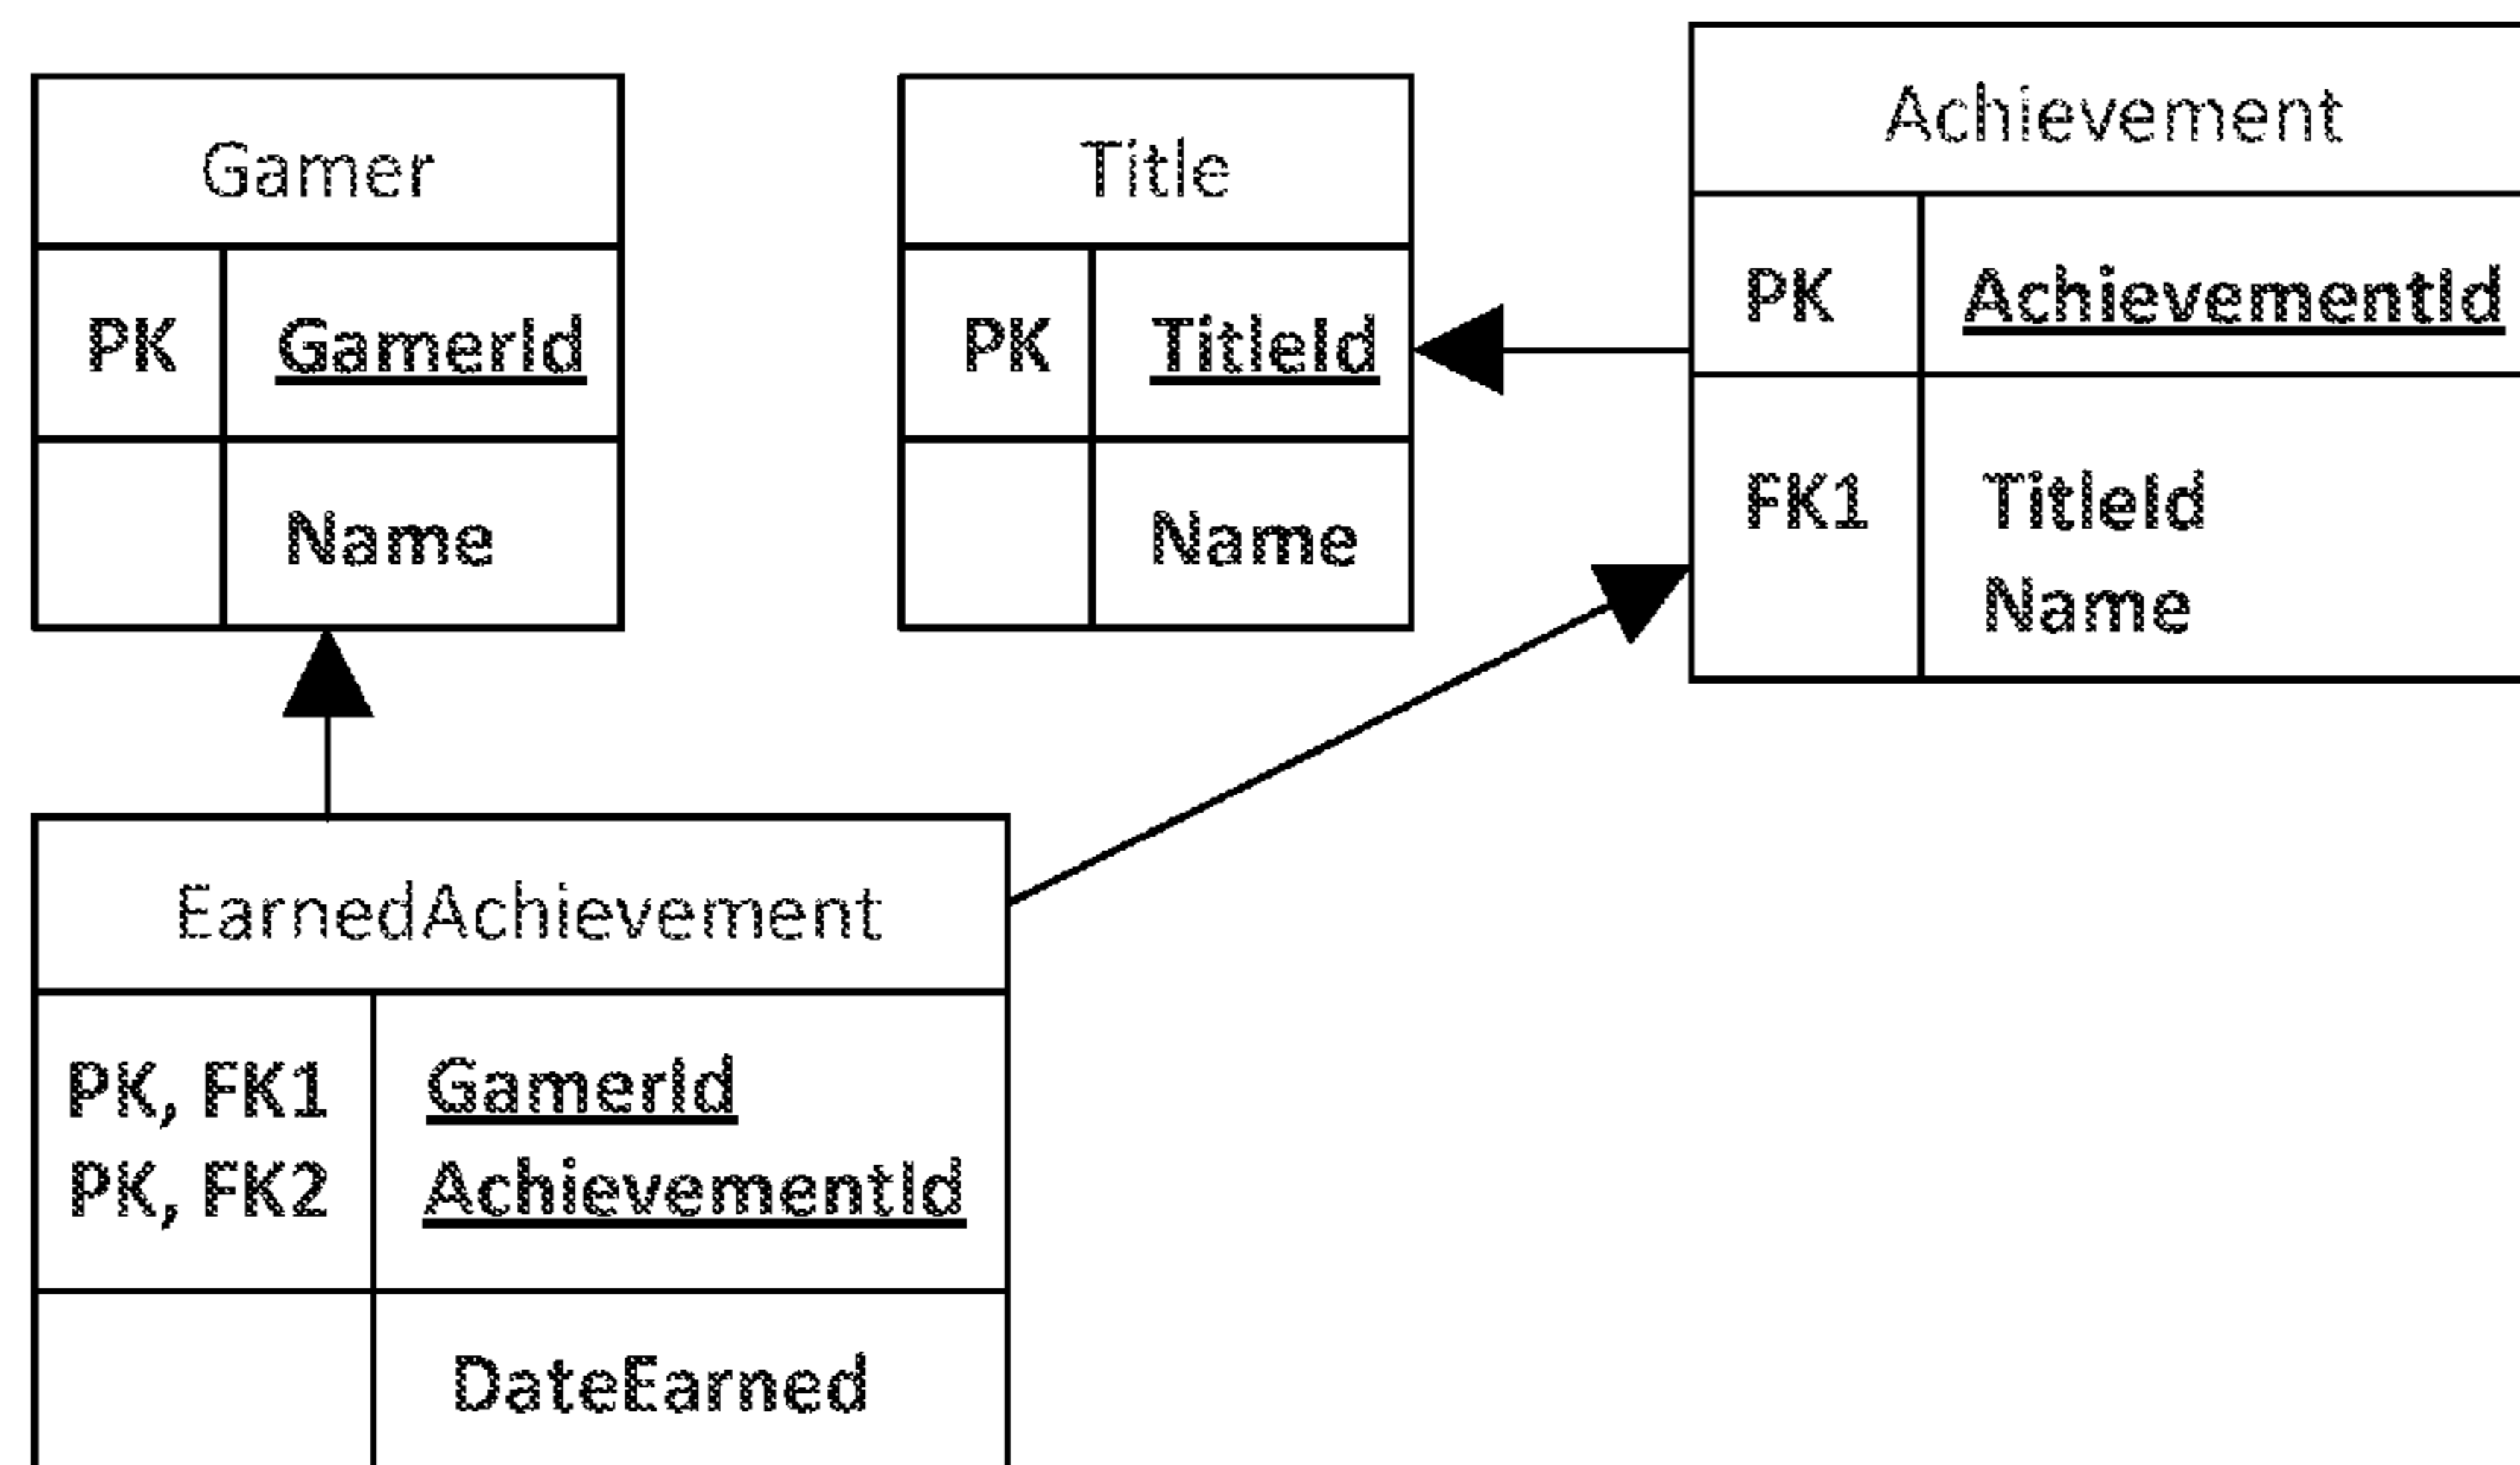 Gamer
PK GamerId
Name
Title
PK TitleId
Name
Achievement
PK AchievementId
FK1 TitleId
Name
EarnedAchievement
PK, FK1 GamerId
PK, FK2 AchievementId
DateEarned